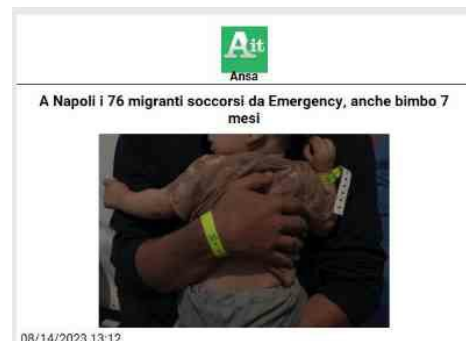 Ait
Ansa
A Napoli i 76 migranti soccorsi da Emergency, anche bimbo 7
mesi
08/14/2023 13:12